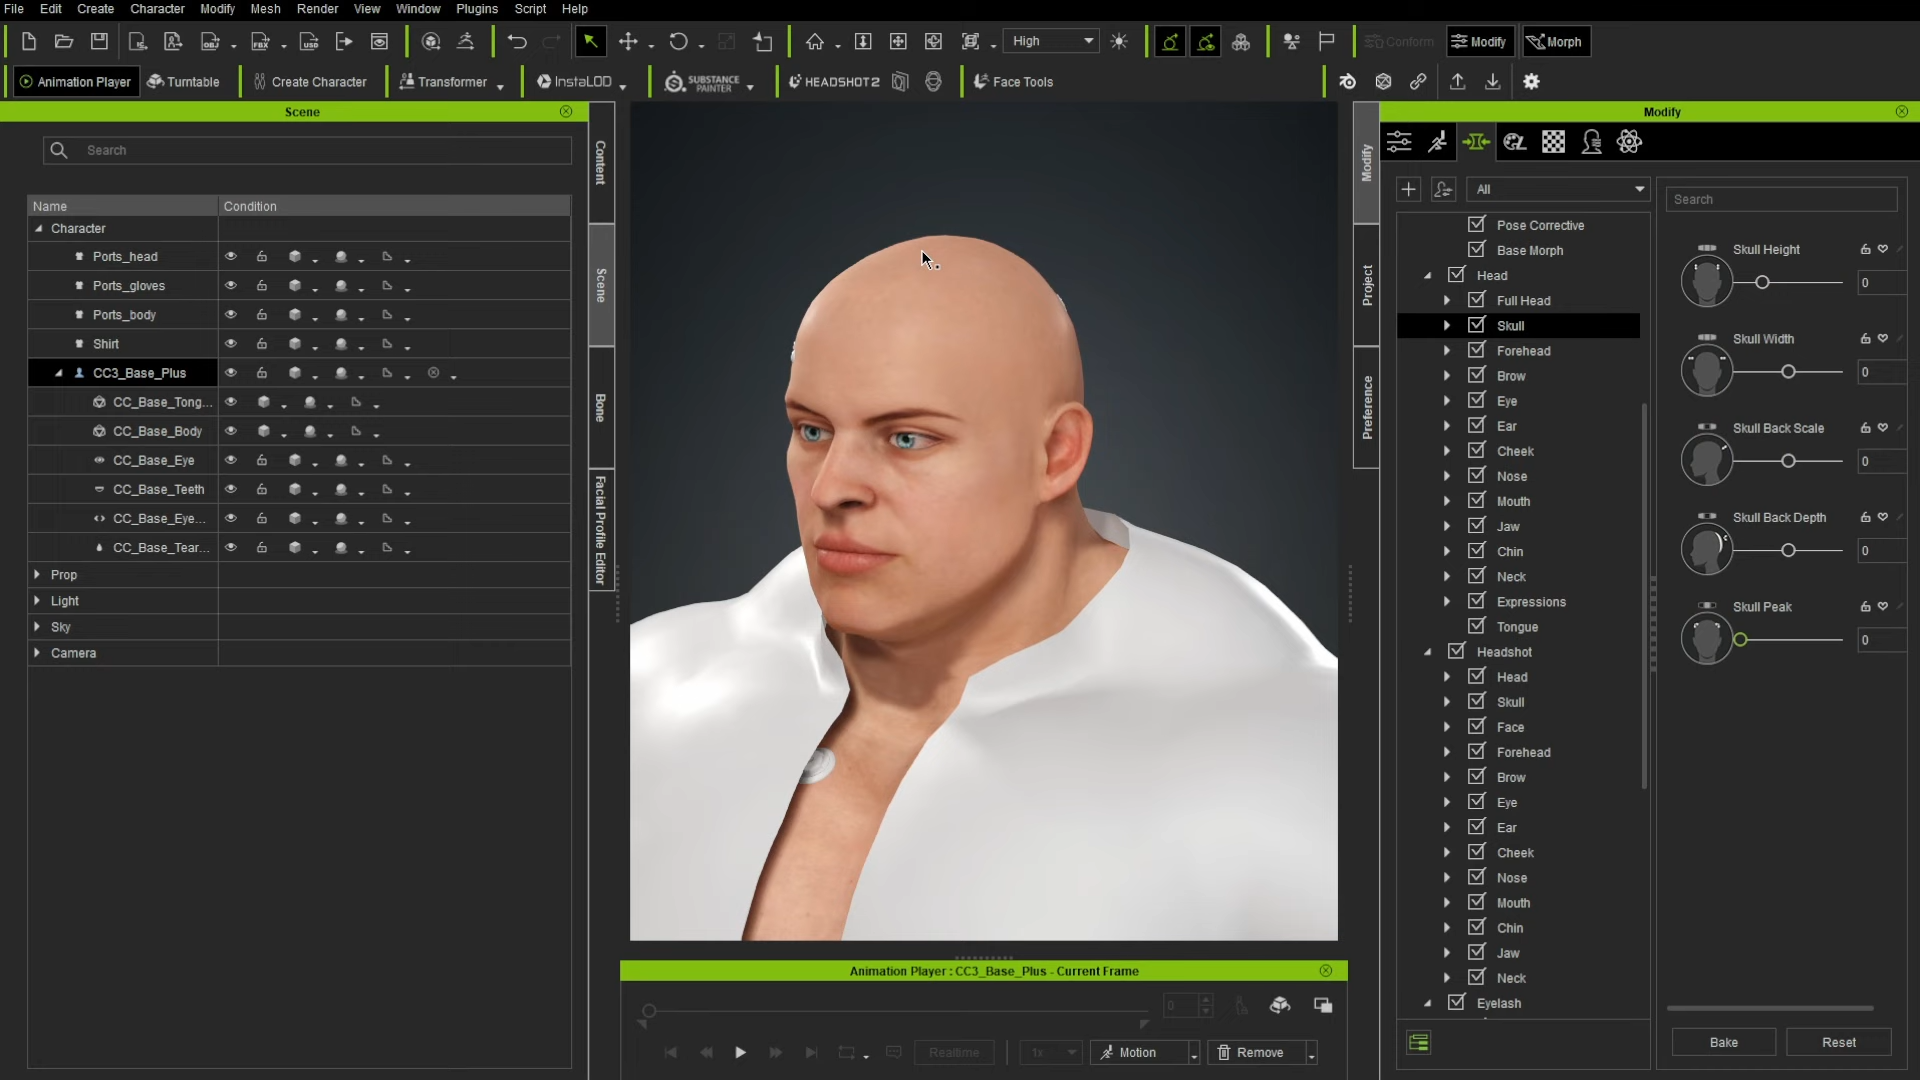 File Edit Create Character Modify Mesh Render View Window Plugins Script Help
High Conform Modify Morph
Animation Player Turntable Create Character Transformer InstaLOD SUBSTANCE PAINTER HEADSHOT 2 Face Tools
Scene
Search
Name Condition
Character
Ports_head
Ports_gloves
Ports_body
Shirt
CC3_Base_Plus
CC_Base_Tong...
CC_Base_Body
CC_Base_Eye
CC_Base_Teeth
CC_Base_Eye...
CC_Base_Tear...
Prop
Light
Sky
Camera
Content
Scene
Bone
Facial Profile Editor
Animation Player : CC3_Base_Plus - Current Frame
0
Realtime 1x Motion Remove
Modify
Project
Preference
Modify
All
Pose Corrective
Base Morph
Head
Full Head
Skull
Forehead
Brow
Eye
Ear
Cheek
Nose
Mouth
Jaw
Chin
Neck
Expressions
Tongue
Headshot
Head
Skull
Face
Forehead
Brow
Eye
Ear
Cheek
Nose
Mouth
Chin
Jaw
Neck
Eyelash
Search
Skull Height
0
Skull Width
0
Skull Back Scale
0
Skull Back Depth
0
Skull Peak
0
Bake Reset